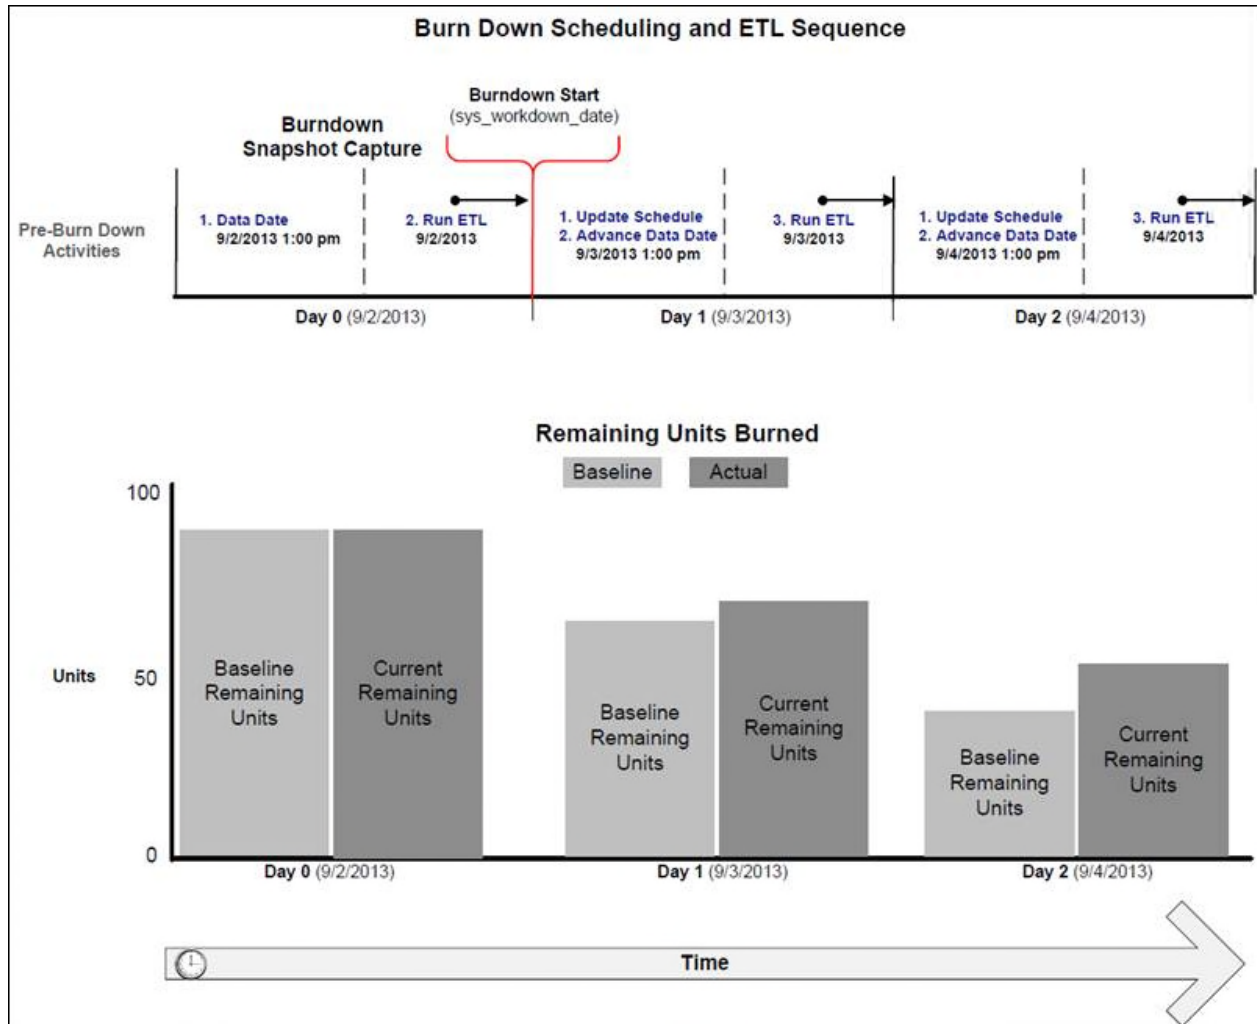 Burn Down Scheduling and ETL Sequence
Burndown Start
(sys_workdown_date)
Burndown
Snapshot Capture
Pre-Burn Down
Activities
1. Data Date
9/2/2013 1:00 pm
2. Run ETL
9/2/2013
1. Update Schedule
2. Advance Data Date
9/3/2013 1:00 pm
3. Run ETL
9/3/2013
1. Update Schedule
2. Advance Data Date
9/4/2013 1:00 pm
3. Run ETL
9/4/2013
Day 0 (9/2/2013)
Day 1 (9/3/2013)
Day 2 (9/4/2013)
Remaining Units Burned
Baseline
Actual
100
Units
50
0
Baseline
Remaining
Units
Current
Remaining
Units
Baseline
Remaining
Units
Current
Remaining
Units
Baseline
Remaining
Units
Current
Remaining
Units
Day 0 (9/2/2013)
Day 1 (9/3/2013)
Day 2 (9/4/2013)
Time